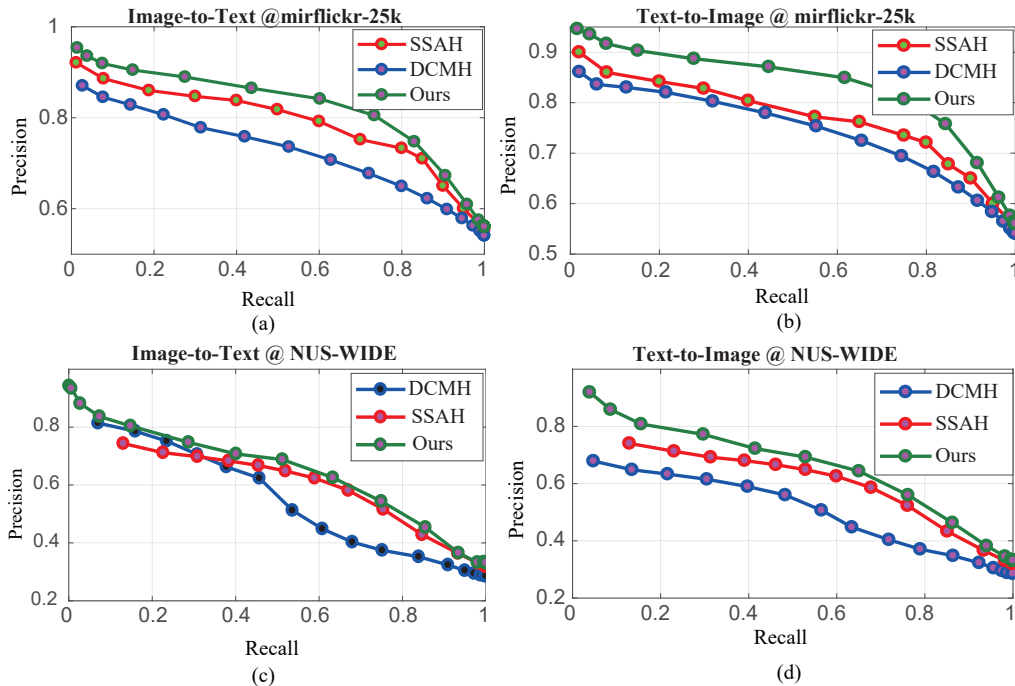 Image-to-Text @mirflickr-25k
1
0.8
0.6
Precision
SSAH
DCMH
Ours
0 0.2 0.4 0.6 0.8 1
Recall
(a)
Text-to-Image @ mirflickr-25k
0.9
0.8
0.7
0.6
0.5
Precision
SSAH
DCMH
Ours
0 0.2 0.4 0.6 0.8 1
Recall
(b)
Image-to-Text @ NUS-WIDE
0.8
0.6
0.4
0.2
Precision
DCMH
SSAH
Ours
0 0.2 0.4 0.6 0.8 1
Recall
(c)
Text-to-Image @ NUS-WIDE
0.8
0.6
0.4
0.2
Precision
DCMH
SSAH
Ours
0 0.2 0.4 0.6 0.8 1
Recall
(d)